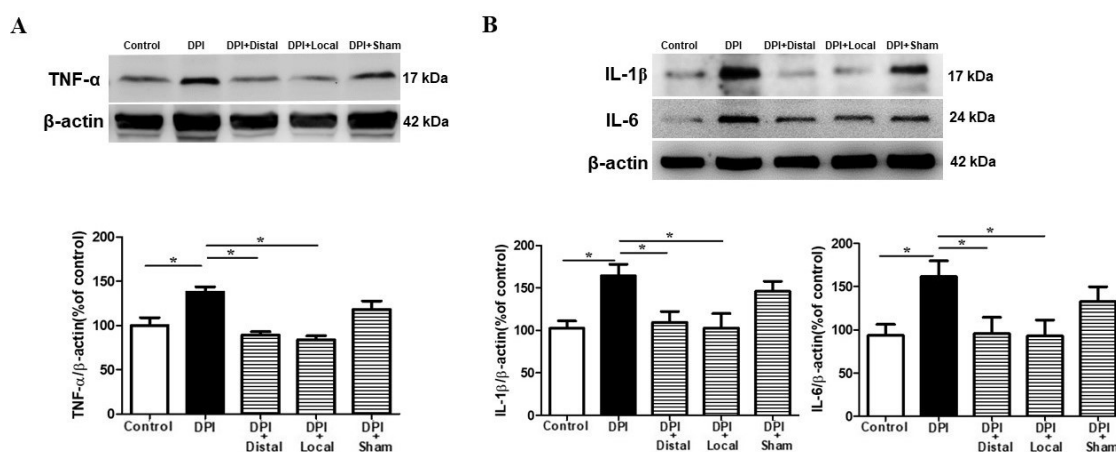 A
Control DPI DPI+Distal DPI+Local DPI+Sham
TNF-α 17 kDa
β-actin 42 kDa
B
Control DPI DPI+Distal DPI+Local DPI+Sham
IL-1β 17 kDa
IL-6 24 kDa
β-actin 42 kDa
TNF-α/β-actin(%of control)
200
150
100
50
0
*
*
*
Control DPI DPI + Distal DPI + Local DPI + Sham
IL-1β/β-actin(%of control)
200
150
100
50
0
*
*
*
Control DPI DPI + Distal DPI + Local DPI + Sham
IL-6/β-actin(%of control)
200
150
100
50
0
*
*
*
Control DPI DPI + Distal DPI + Local DPI + Sham